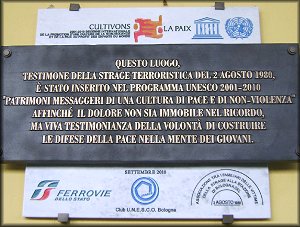 CULTIVONS
LA PAIX
QUESTO LUOGO,
TESTIMONE DELLA STRAGE TERRORISTICA DEL 2 AGOSTO 1980,
È STATO INSERITO NEL PROGRAMMA UNESCO 2001-2010
"PATRIMONI MESSAGGERI DI UNA CULTURA DI PACE E DI NON-VIOLENZA"
AFFINCHÈ IL DOLORE NON SIA IMMOBILE NEL RICORDO,
MA VIVA TESTIMONIANZA DELLA VOLONTÀ DI COSTRUIRE
LE DIFESE DELLA PACE NELLA MENTE DEI GIOVANI.
SETTEMBRE 2010
FERROVIE
DELLO STATO
Club U.N.E.S.C.O. Bologna